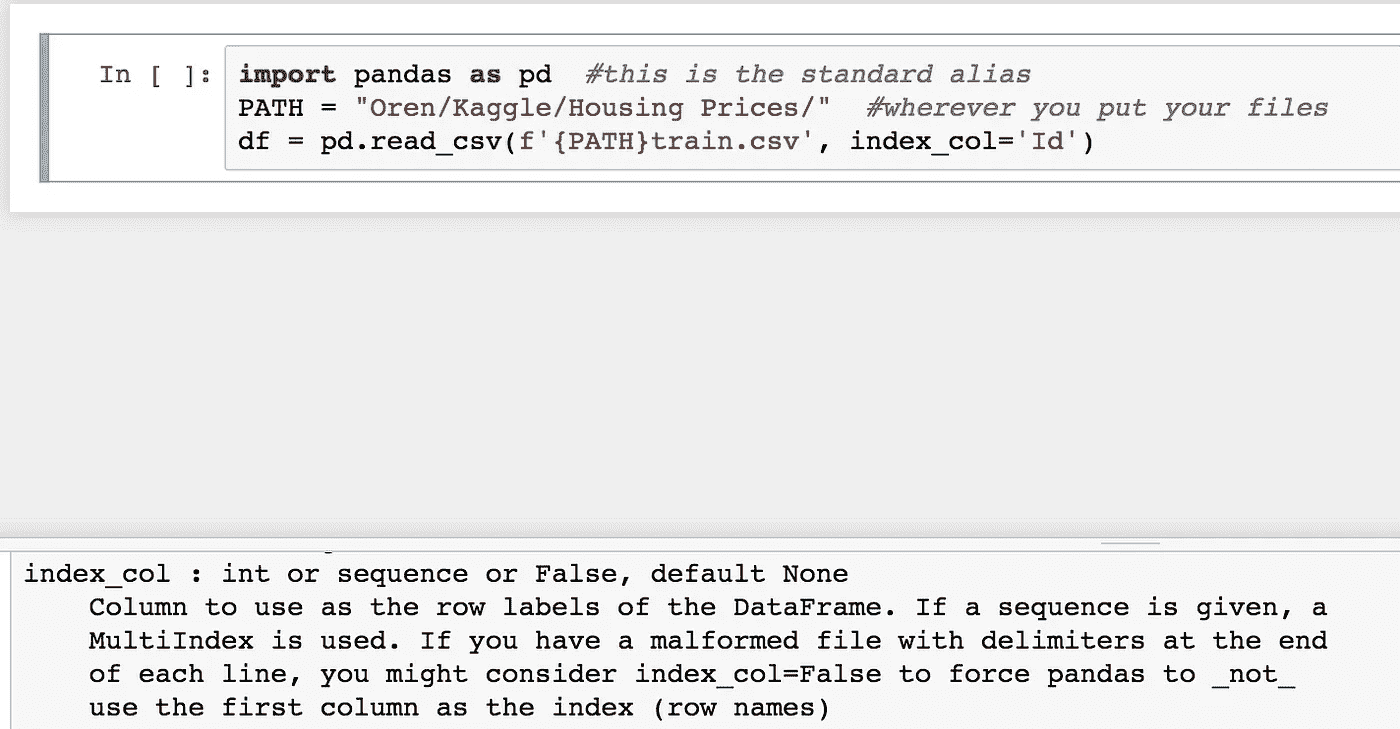 In [ ]: import pandas as pd  #this is the standard alias
PATH = "Oren/Kaggle/Housing Prices/"  #wherever you put your files
df = pd.read_csv(f'{PATH}train.csv', index_col='Id')
index_col : int or sequence or False, default None
Column to use as the row labels of the DataFrame. If a sequence is given, a
MultiIndex is used. If you have a malformed file with delimiters at the end
of each line, you might consider index_col=False to force pandas to _not_
use the first column as the index (row names)